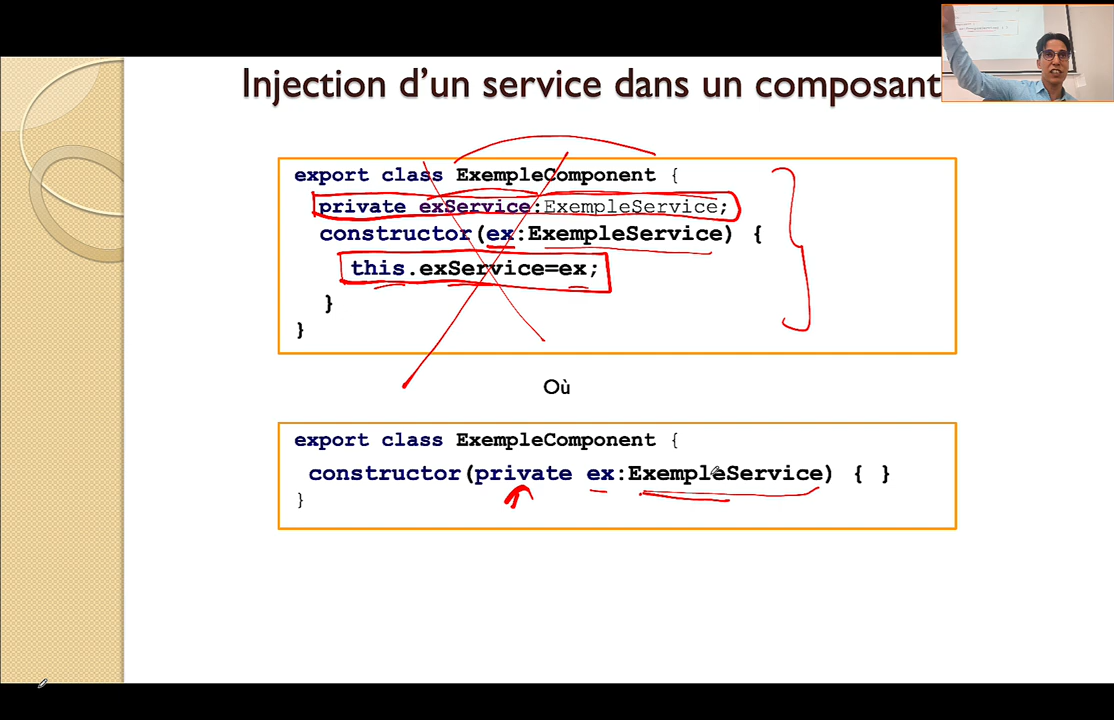 Injection d'un service dans un composant
export class ExempleComponent {
private exService:ExempleService;
constructor(ex:ExempleService) {
this.exService=ex;
}
}
Où
export class ExempleComponent {
constructor(private ex:ExempleService) { }
}